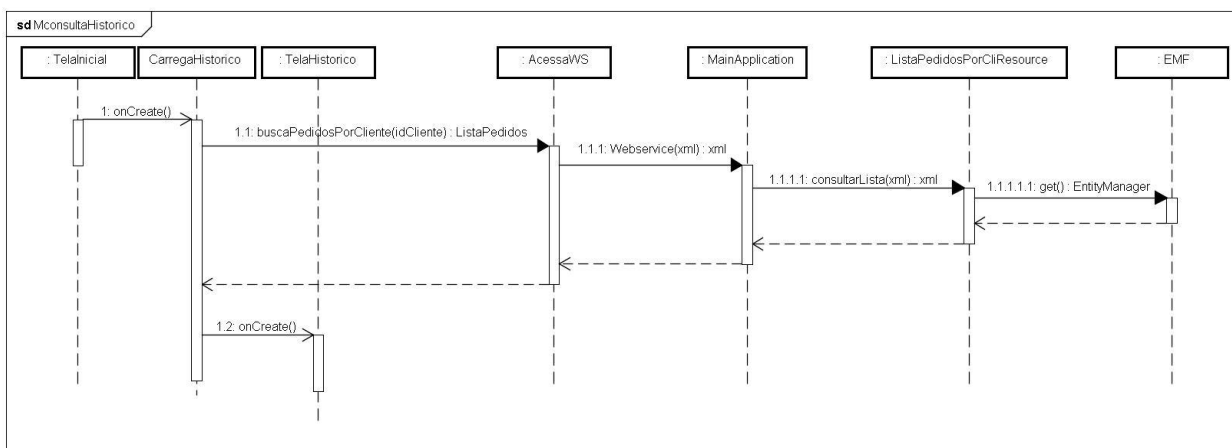 sd MconsultaHistorico
: TelaInicial
CarregaHistorico
: TelaHistorico
: AcessaWS
: MainApplication
: ListaPedidosPorCliResource
: EMF
1: onCreate()
1.1: buscaPedidosPorCliente(idCliente) : ListaPedidos
1.1.1: Webservice(xml) : xml
1.1.1.1: consultarLista(xml) : xml
1.1.1.1.1: get() : EntityManager
1.2: onCreate()